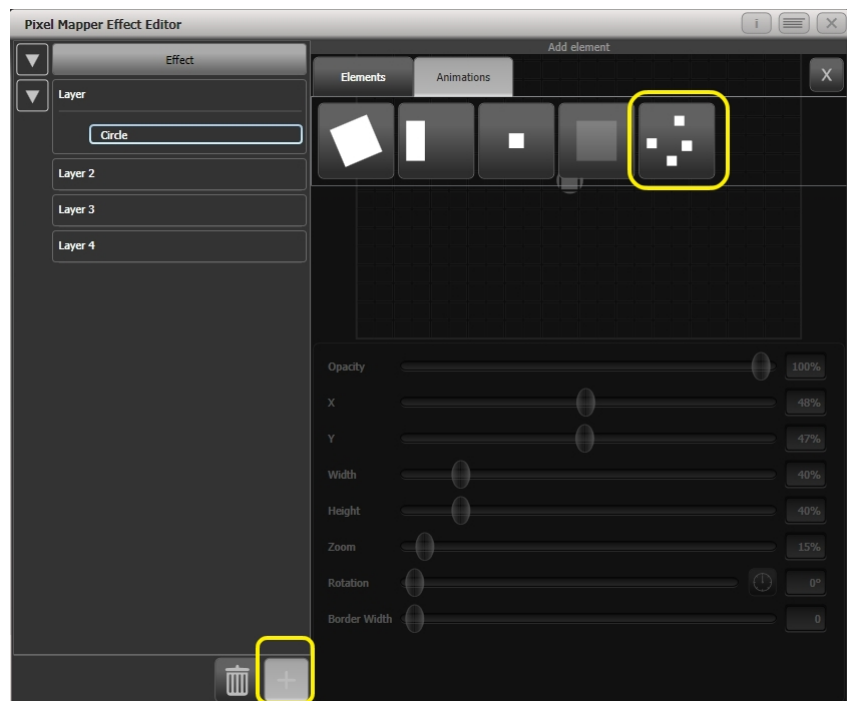 Pixel Mapper Effect Editor
i
X
Add element
Effect
Elements
Animations
X
Layer
Circle
Layer 2
Layer 3
Layer 4
Opacity 100%
X 48%
Y 47%
Width 40%
Height 40%
Zoom 15%
Rotation 0°
Border Width 0
+